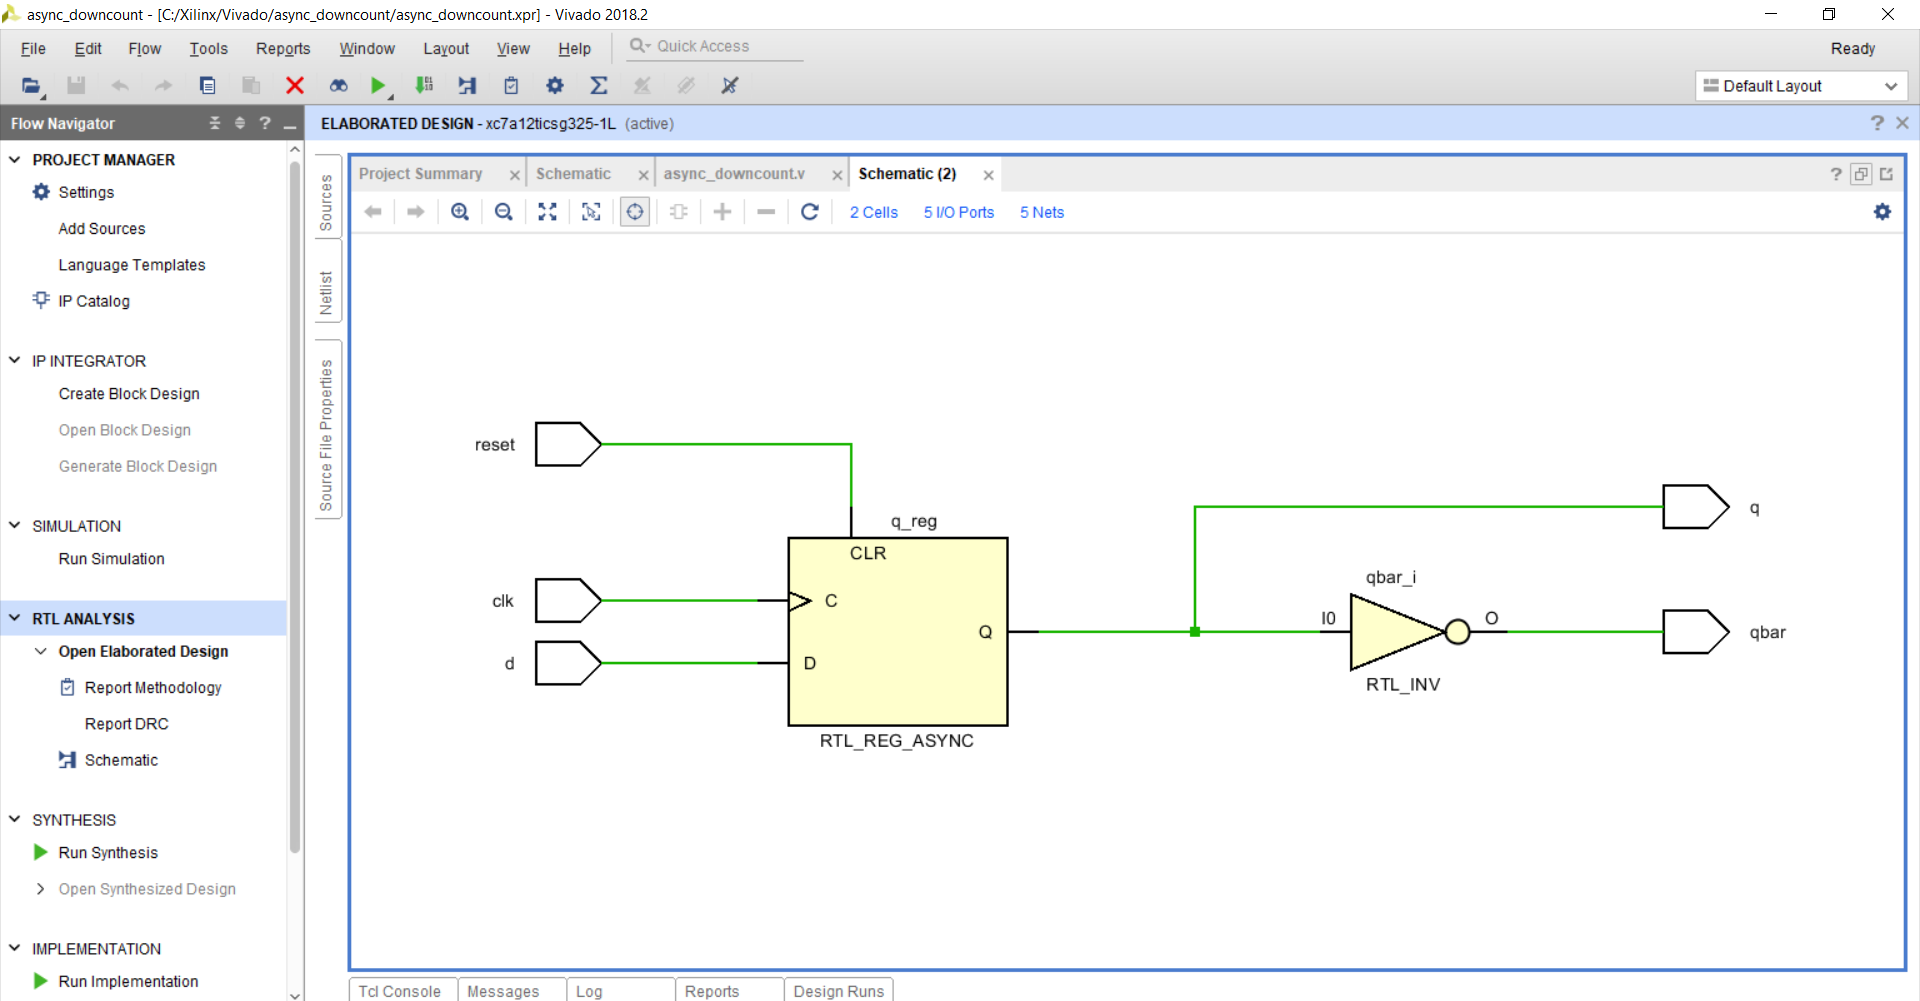 async_downcount - [C:/Xilinx/Vivado/async_downcount/async_downcount.xpr] - Vivado 2018.2
File Edit Flow Tools Reports Window Layout View Help Quick Access Ready
Default Layout
Flow Navigator
ELABORATED DESIGN - xc7a12ticsg325-1L (active)
PROJECT MANAGER
Settings
Add Sources
Language Templates
IP Catalog
IP INTEGRATOR
Create Block Design
Open Block Design
Generate Block Design
SIMULATION
Run Simulation
RTL ANALYSIS
Open Elaborated Design
Report Methodology
Report DRC
Schematic
SYNTHESIS
Run Synthesis
Open Synthesized Design
IMPLEMENTATION
Run Implementation
Sources
Netlist
Source File Properties
Project Summary Schematic async_downcount.v Schematic (2)
2 Cells 5 I/O Ports 5 Nets
reset
q_reg
CLR
clk
C
d
D
Q
RTL_REG_ASYNC
q
qbar_i
I0
O
qbar
RTL_INV
Tcl Console Messages Log Reports Design Runs